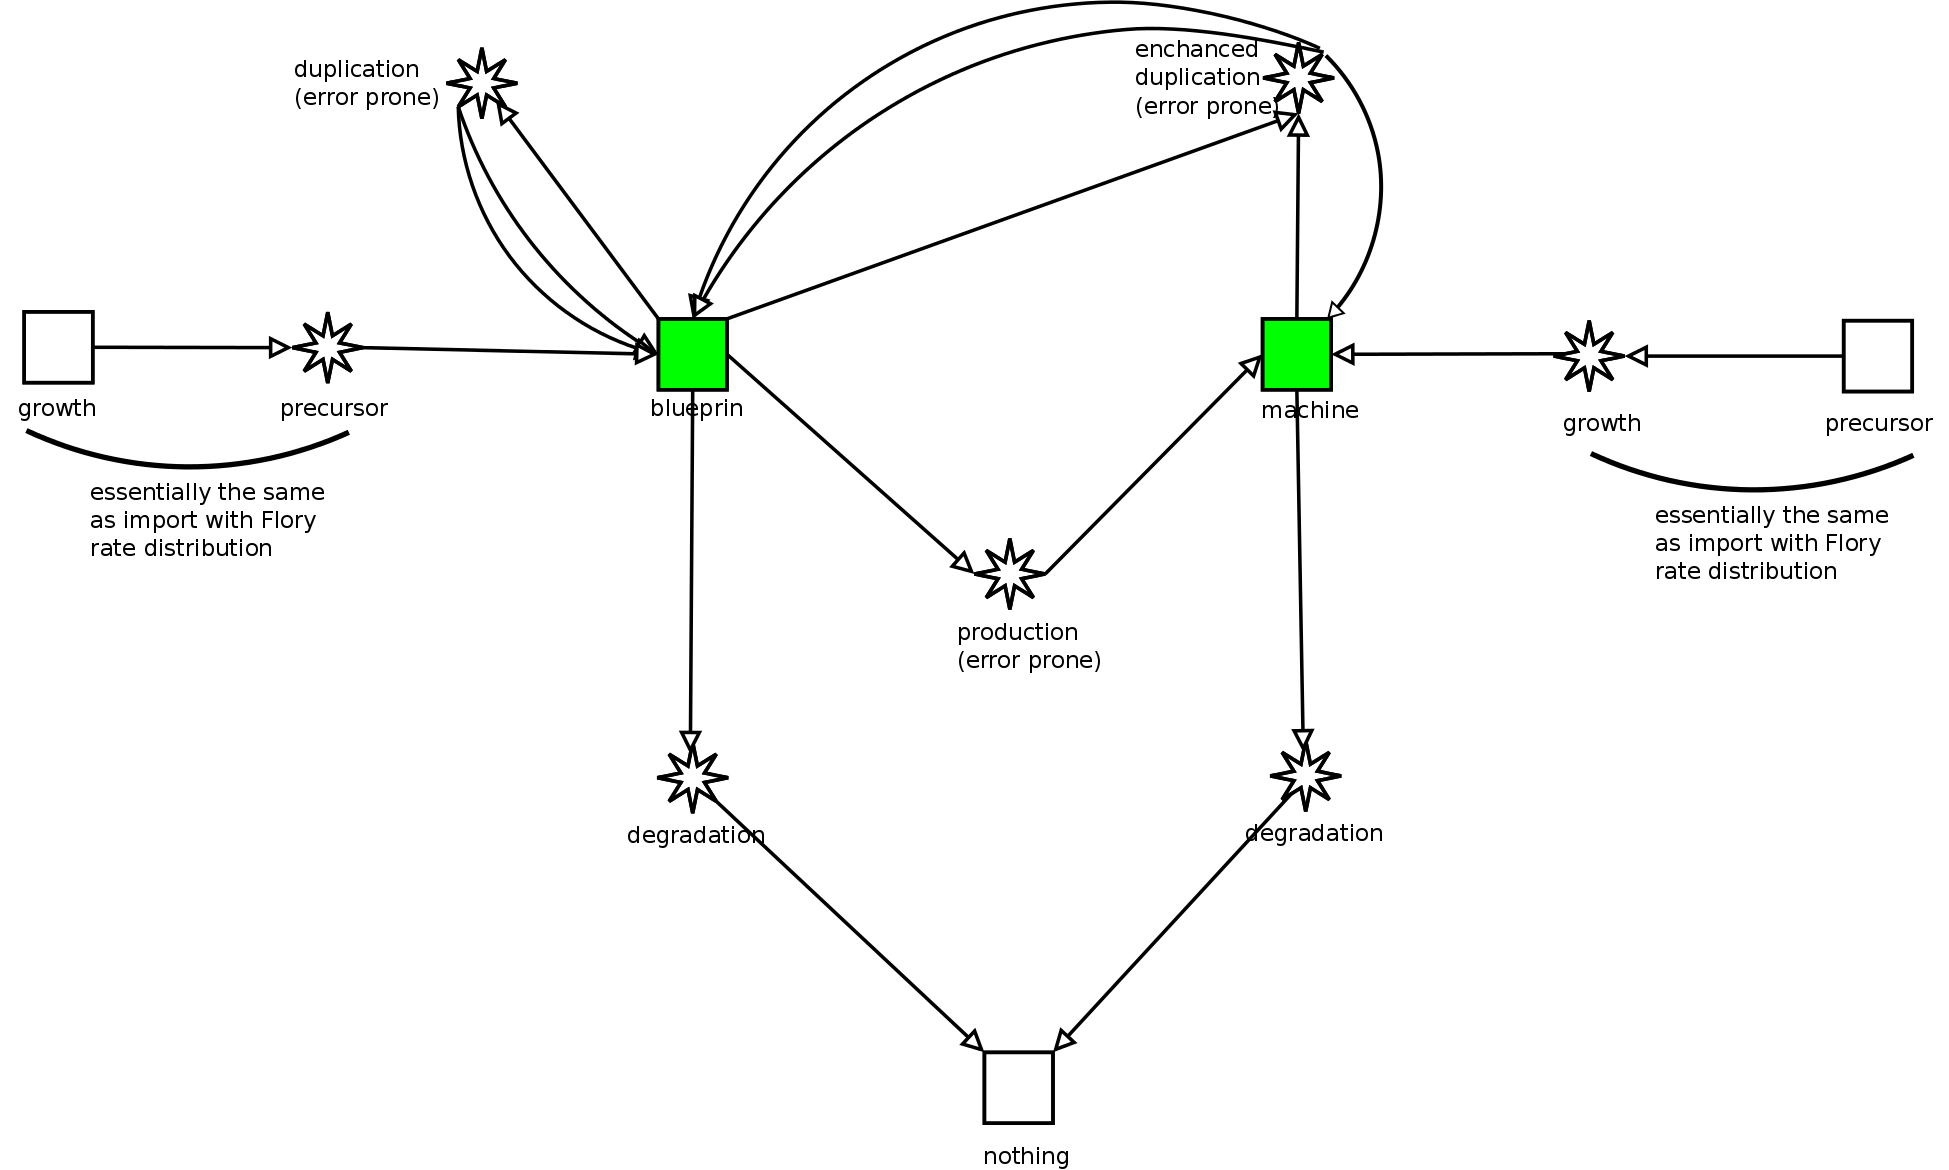 duplication
(error prone)
enchanced
duplication
(error prone)
growth
precursor
blueprin
machine
growth
precursor
essentially the same
as import with Flory
rate distribution
essentially the same
as import with Flory
rate distribution
production
(error prone)
degradation
degradation
nothing